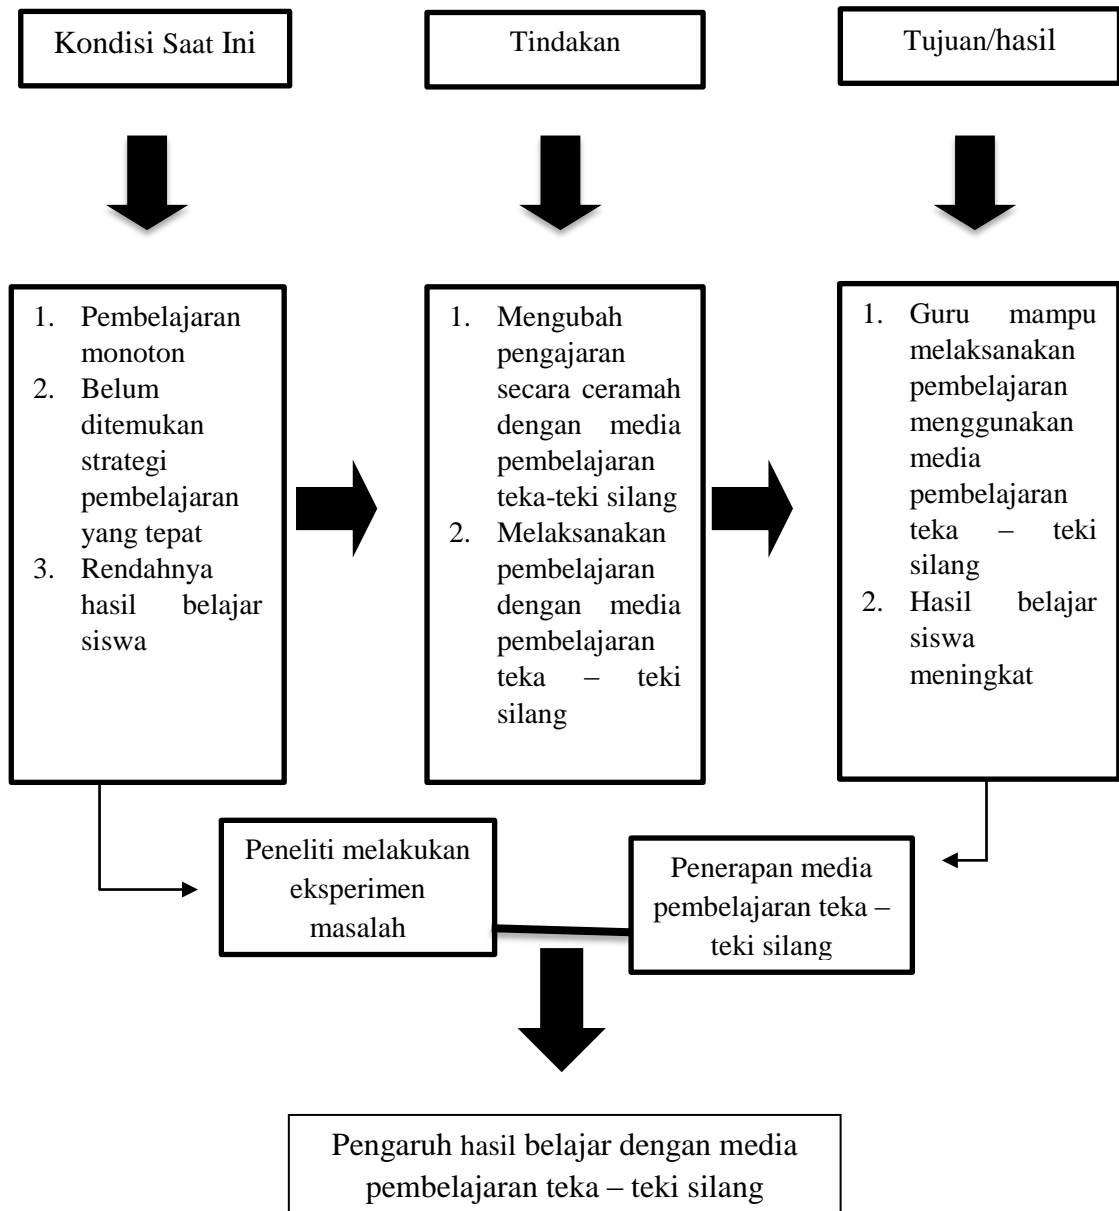 Kondisi Saat Ini
Tindakan
Tujuan/hasil
1. Pembelajaran
monoton
2. Belum
ditemukan
strategi
pembelajaran
yang tepat
3. Rendahnya
hasil belajar
siswa
1. Mengubah
pengajaran
secara ceramah
dengan media
pembelajaran
teka-teki silang
2. Melaksanakan
pembelajaran
dengan media
pembelajaran
teka – teki
silang
1. Guru mampu
melaksanakan
pembelajaran
menggunakan
media
pembelajaran
teka – teki
silang
2. Hasil belajar
siswa
meningkat
Peneliti melakukan
eksperimen
masalah
Penerapan media
pembelajaran teka –
teki silang
Pengaruh hasil belajar dengan media
pembelajaran teka – teki silang